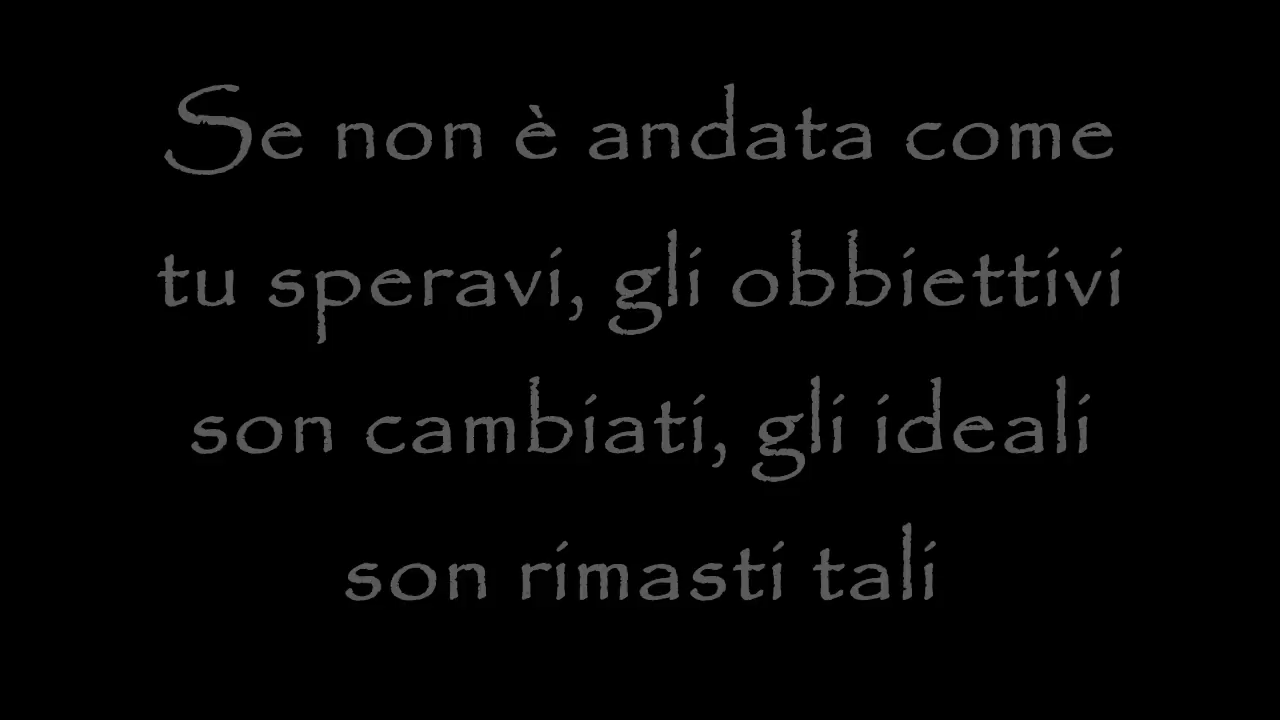 Se non è andata come
tu speravi, gli obbiettivi
son cambiati, gli ideali
son rimasti tali